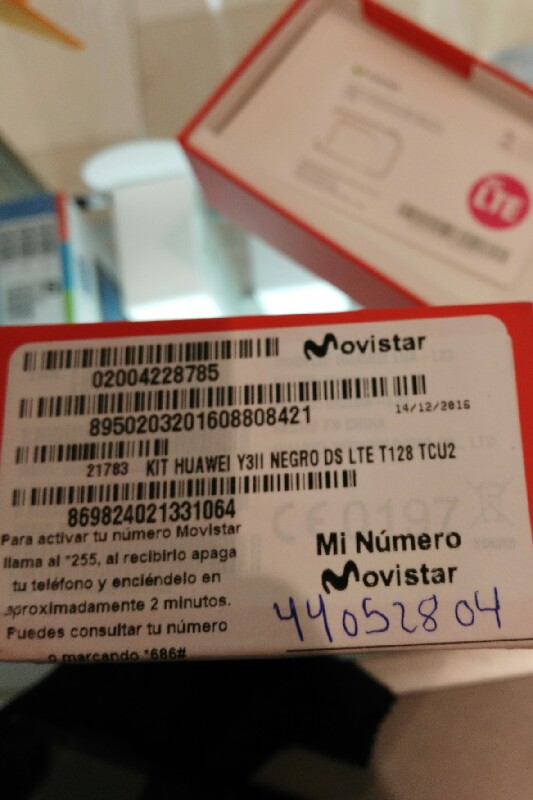 LTE
Movistar
02004228785
8950203201608808421
14/12/2016
21783 KIT HUAWEI Y3II NEGRO DS LTE T128 TCU2
869824021331064
CE0197
Para activar tu número Movistar
llama al *255, al recibirlo apaga
tu teléfono y enciéndelo en
aproximadamente 2 minutos.
Puedes consultar tu número
o marcando *686#
Mi Número
Movistar
44052804